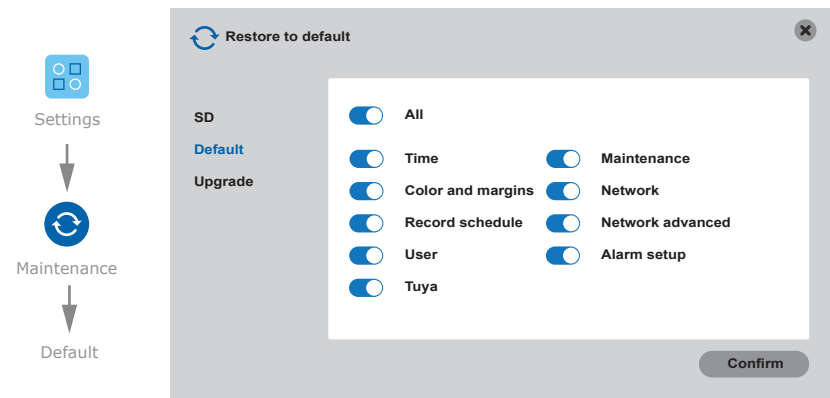 Settings
Maintenance
Default
Restore to default
SD
Default
Upgrade
All
Time
Maintenance
Color and margins
Network
Record schedule
Network advanced
User
Alarm setup
Tuya
Confirm